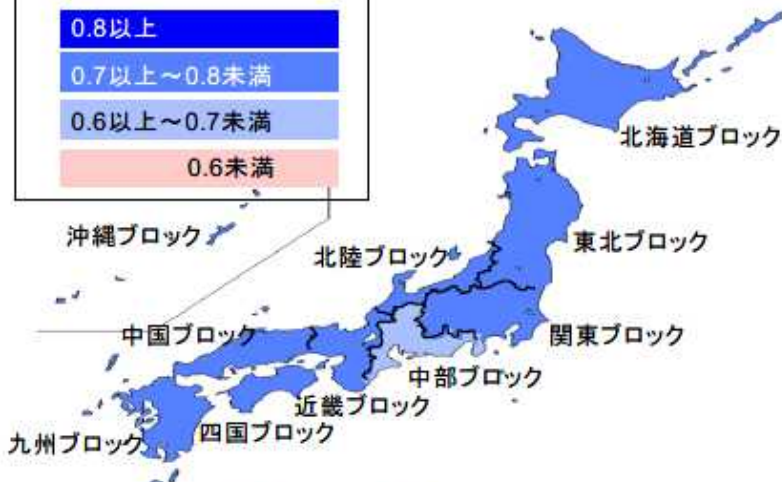 0.8以上
0.7以上～0.8未満
0.6以上～0.7未満
0.6未満
北海道ブロック
沖縄ブロック
北陸ブロック
東北ブロック
中国ブロック
関東ブロック
中部ブロック
近畿ブロック
四国ブロック
九州ブロック